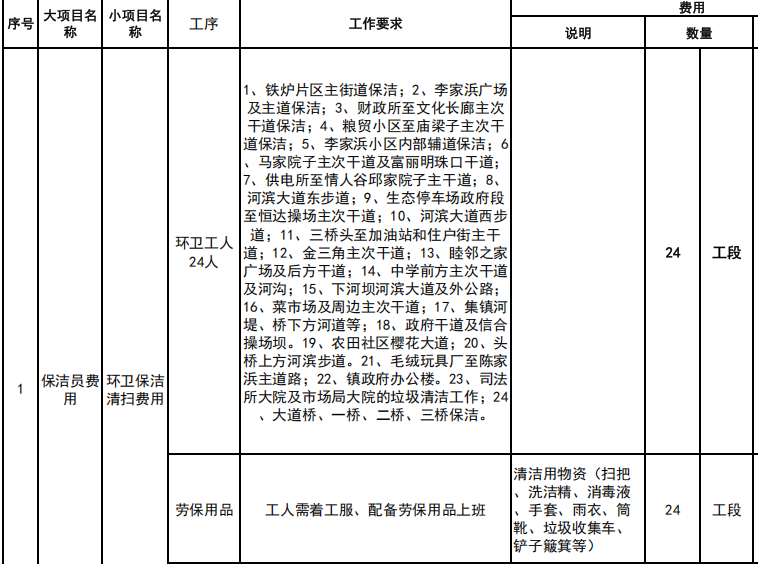 费用
序号
大项目名
称
小项目名
称
工序
工作要求
说明
数量
1
保洁员费
用
环卫保洁
清扫费用
环卫工人
24人
1、铁炉片区主街道保洁；2、李家浜广场
及主道保洁；3、财政所至文化长廊主次
干道保洁；4、粮贸小区至庙梁子主次干
道保洁；5、李家浜小区内部辅道保洁；6
、马家院子主次干道及富丽明珠口干道；
7、供电所至情人谷邱家院子主干道；8、
河滨大道东步道；9、生态停车场政府段
至恒达操场主次干道；10、河滨大道西步
道；11、三桥头至加油站和住户街主干
道；12、金三角主次干道；13、睦邻之家
广场及后方干道；14、中学前方主次干道
及河沟；15、下河坝河滨大道及外公路；
16、菜市场及周边主次干道；17、集镇河
堤、桥下方河道等；18、政府干道及信合
操场坝。19、农田社区樱花大道；20、头
桥上方河滨步道。21、毛绒玩具厂至陈家
浜主道路；22、镇政府办公楼。23、司法
所大院及市场局大院的垃圾清洁工作；24
、大道桥、一桥、二桥、三桥保洁。
24
工段
劳保用品
工人需着工服、配备劳保用品上班
清洁用物资（扫把
、洗洁精、消毒液
、手套、雨衣、筒
靴、垃圾收集车、
铲子簸箕等）
24
工段